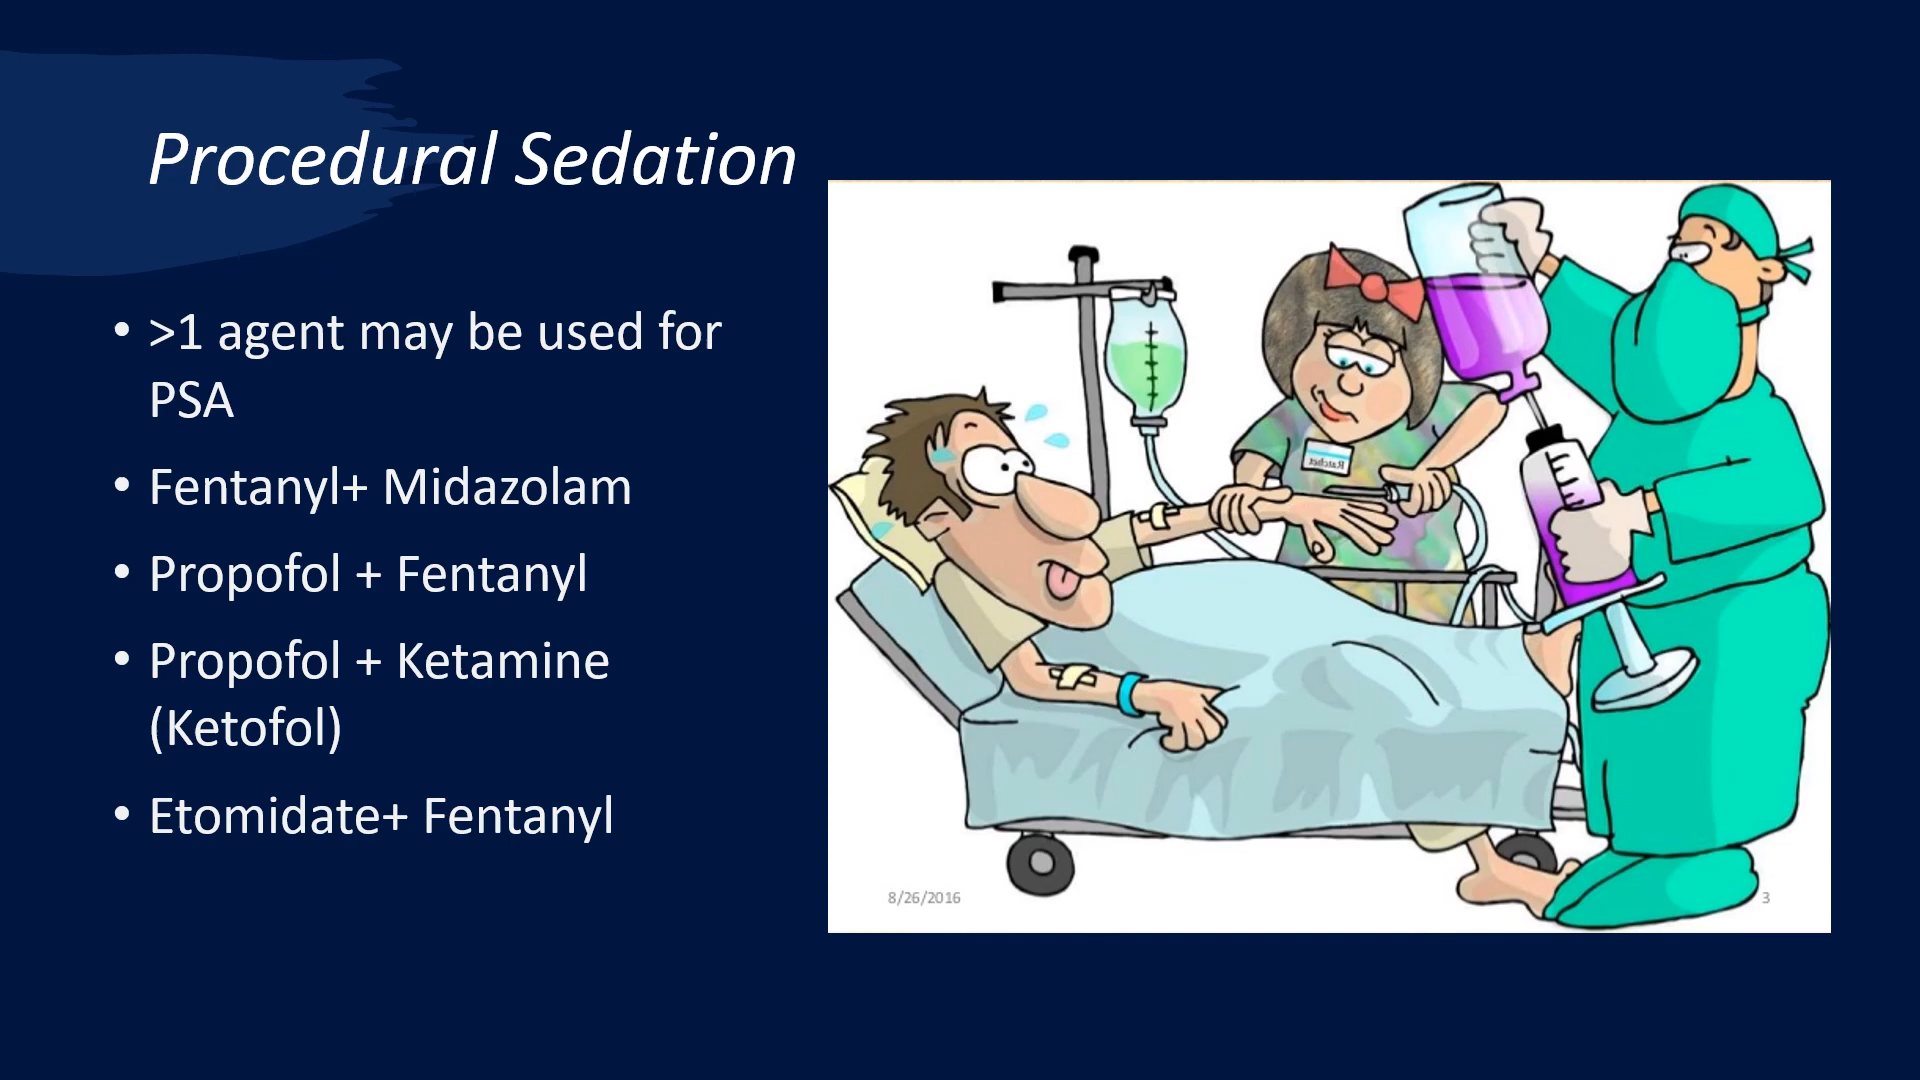 Procedural Sedation
• >1 agent may be used for
PSA
• Fentanyl+ Midazolam
• Propofol + Fentanyl
• Propofol + Ketamine
(Ketofol)
• Etomidate+ Fentanyl
Ratchet
8/26/2016
3